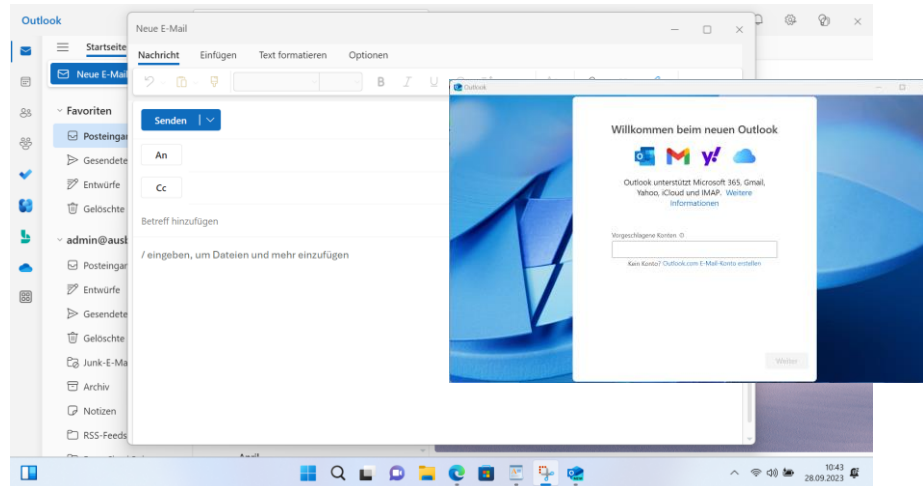 Outlook
Startseite
Neue E-Mail
Favoriten
Posteingan
Gesendete
Entwürfe
Gelöschte
admin@ausb
Posteingan
Entwürfe
Gesendete
Gelöschte
Junk-E-Ma
Archiv
Notizen
RSS-Feeds
April
Neue E-Mail
Nachricht Einfügen Text formatieren Optionen
B I U
Senden
An
Cc
Betreff hinzufügen
/ eingeben, um Dateien und mehr einzufügen
Outlook
Willkommen beim neuen Outlook
Outlook unterstützt Microsoft 365, Gmail,
Yahoo, iCloud und IMAP. Weitere
Informationen
Vorgeschlagene Konten
Kein Konto? Outlook.com E-Mail-Konto erstellen
Weiter
10:43
28.09.2023